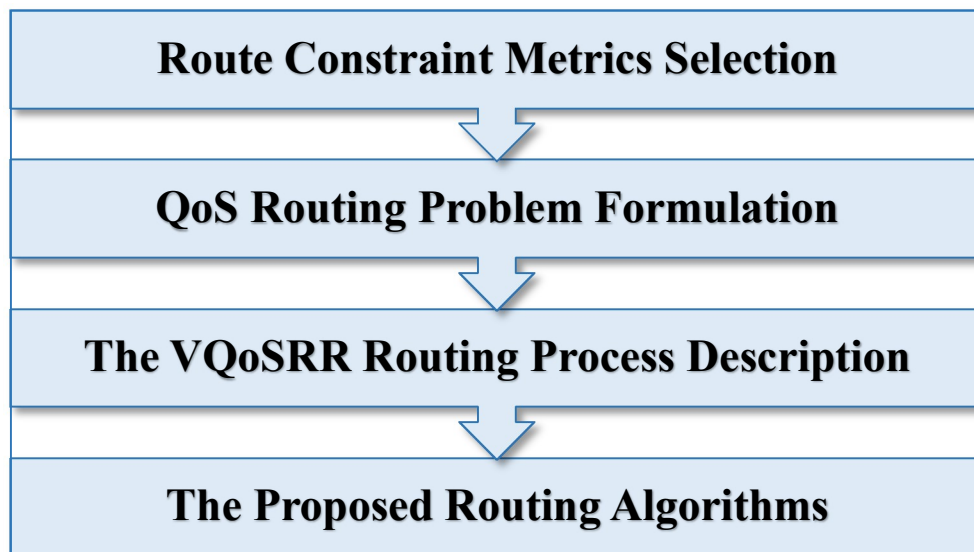 Route Constraint Metrics Selection
QoS Routing Problem Formulation
The VQoSRR Routing Process Description
The Proposed Routing Algorithms